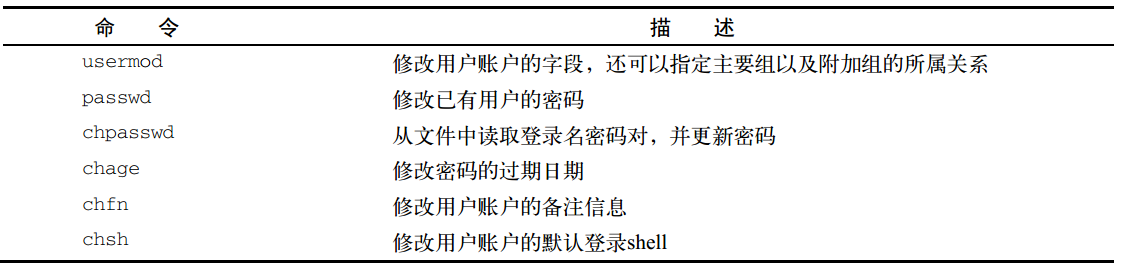 命 令 描 述
usermod 修改用户账户的字段，还可以指定主要组以及附加组的所属关系
passwd 修改已有用户的密码
chpasswd 从文件中读取登录名密码对，并更新密码
chage 修改密码的过期日期
chfn 修改用户账户的备注信息
chsh 修改用户账户的默认登录shell